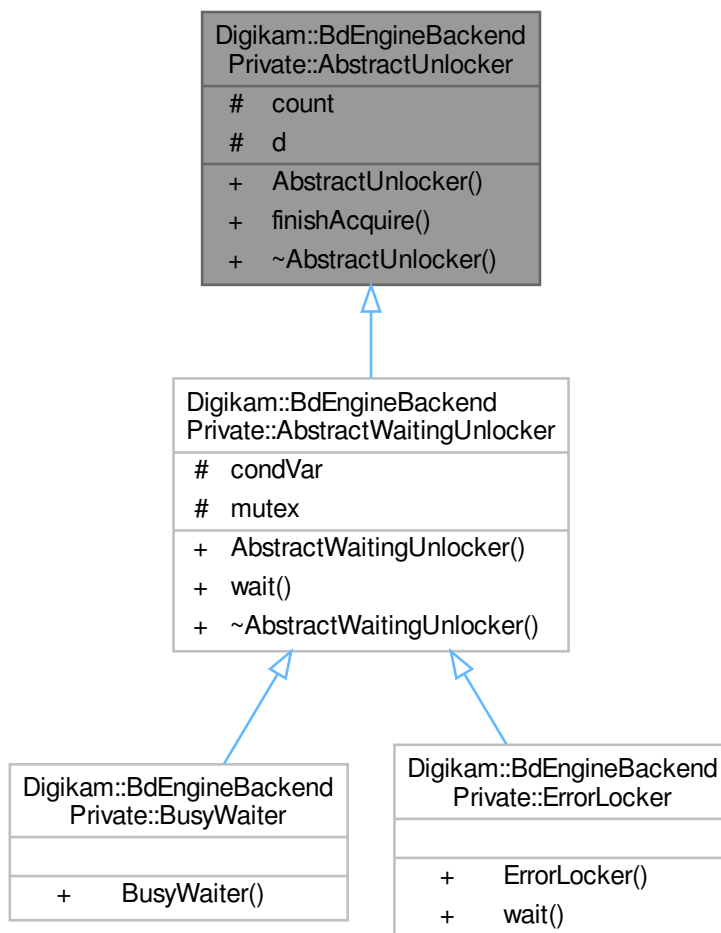 Digikam::BdEngineBackend
Private::AbstractUnlocker
# count
# d
+ AbstractUnlocker()
+ finishAcquire()
+ ~AbstractUnlocker()
Digikam::BdEngineBackend
Private::AbstractWaitingUnlocker
# condVar
# mutex
+ AbstractWaitingUnlocker()
+ wait()
+ ~AbstractWaitingUnlocker()
Digikam::BdEngineBackend
Private::BusyWaiter
+ BusyWaiter()
Digikam::BdEngineBackend
Private::ErrorLocker
+ ErrorLocker()
+ wait()